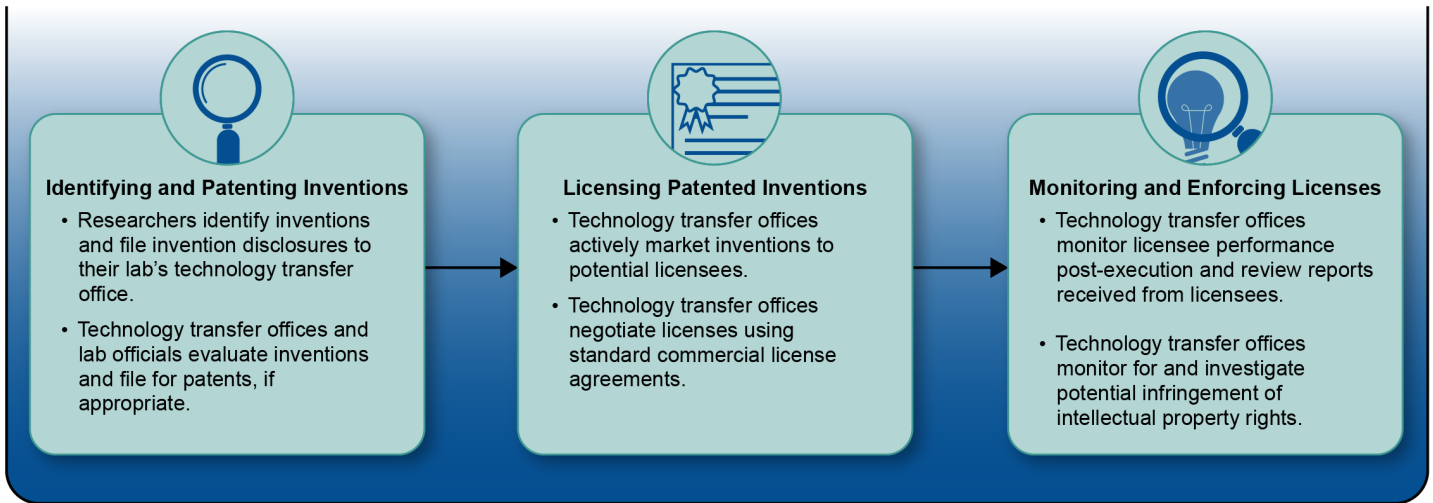 Identifying and Patenting Inventions
• Researchers identify inventions
and file invention disclosures to
their lab’s technology transfer
office.
• Technology transfer offices and
lab officials evaluate inventions
and file for patents, if
appropriate.
Licensing Patented Inventions
• Technology transfer offices
actively market inventions to
potential licensees.
• Technology transfer offices
negotiate licenses using
standard commercial license
agreements.
Monitoring and Enforcing Licenses
• Technology transfer offices
monitor licensee performance
post-execution and review reports
received from licensees.
• Technology transfer offices
monitor for and investigate
potential infringement of
intellectual property rights.